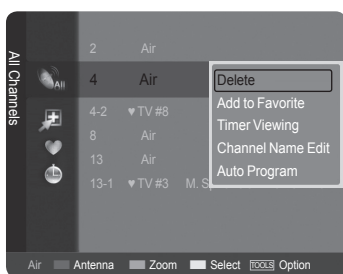 All Channels
All
2 Air
4 Air
4-2 ♥ TV #8
8 Air
13 Air
13-1 ♥ TV #3 M. S
Delete
Add to Favorite
Timer Viewing
Channel Name Edit
Auto Program
Air Antenna Zoom Select TOOLS Option